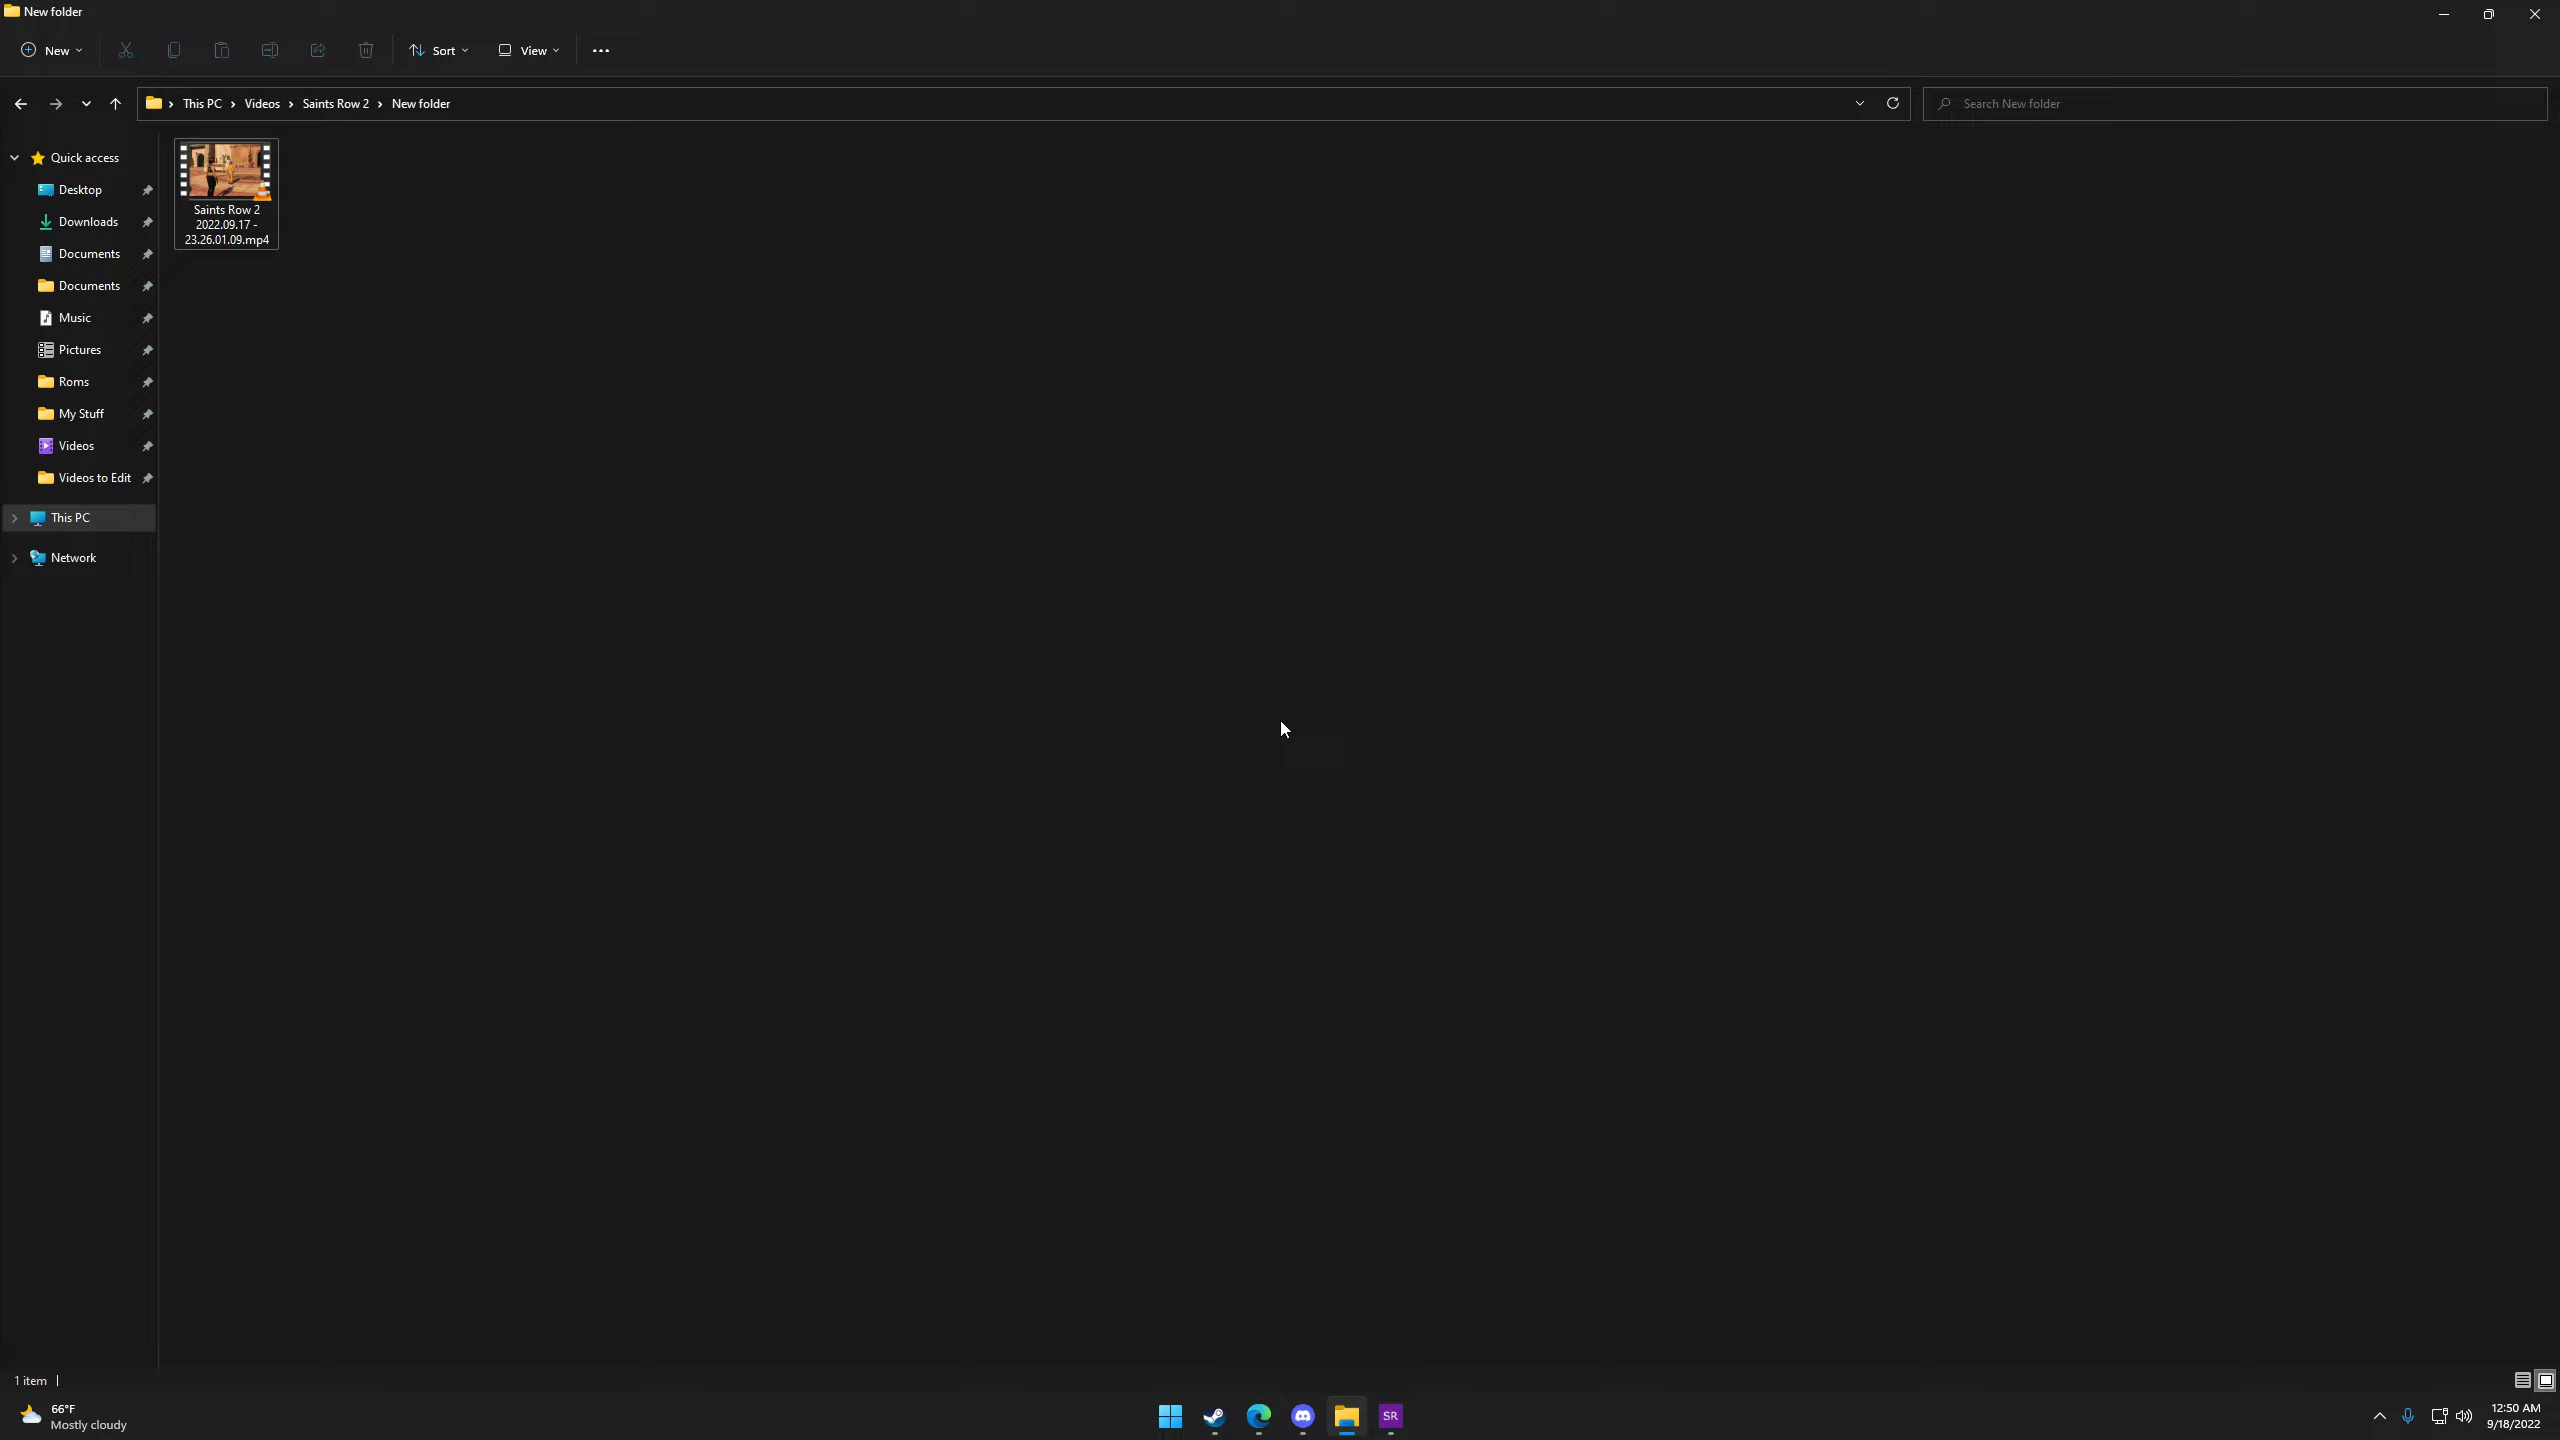 New folder
New
Sort
View
This PC
Videos
Saints Row 2
New folder
Search New folder
Quick access
Desktop
Downloads
Documents
Documents
Music
Pictures
Roms
My Stuff
Videos
Videos to Edit
This PC
Network
Saints Row 2
2022.09.17 -
23.26.01.09.mp4
1 item
66°F
Mostly cloudy
SR
12:50 AM
9/18/2022